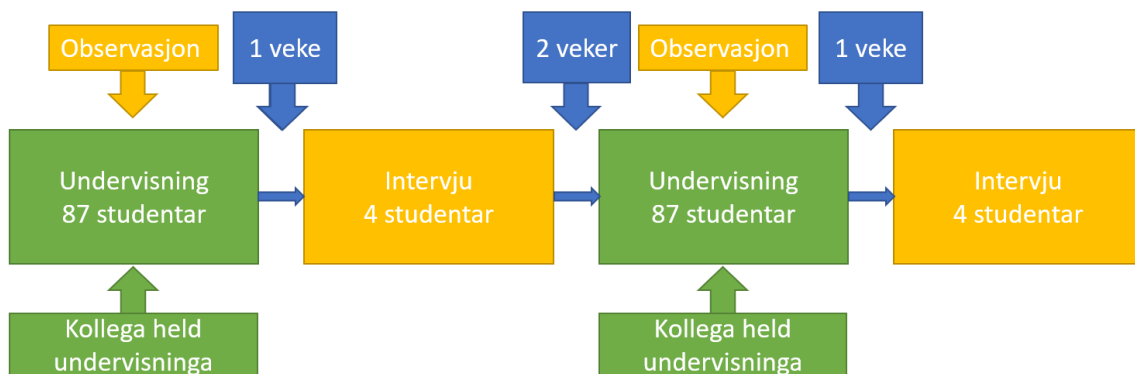 Observasjon
1 veke
2 veker
Observasjon
1 veke
Undervisning
87 studentar
Intervju
4 studentar
Undervisning
87 studentar
Intervju
4 studentar
Kollega held
undervisninga
Kollega held
undervisninga